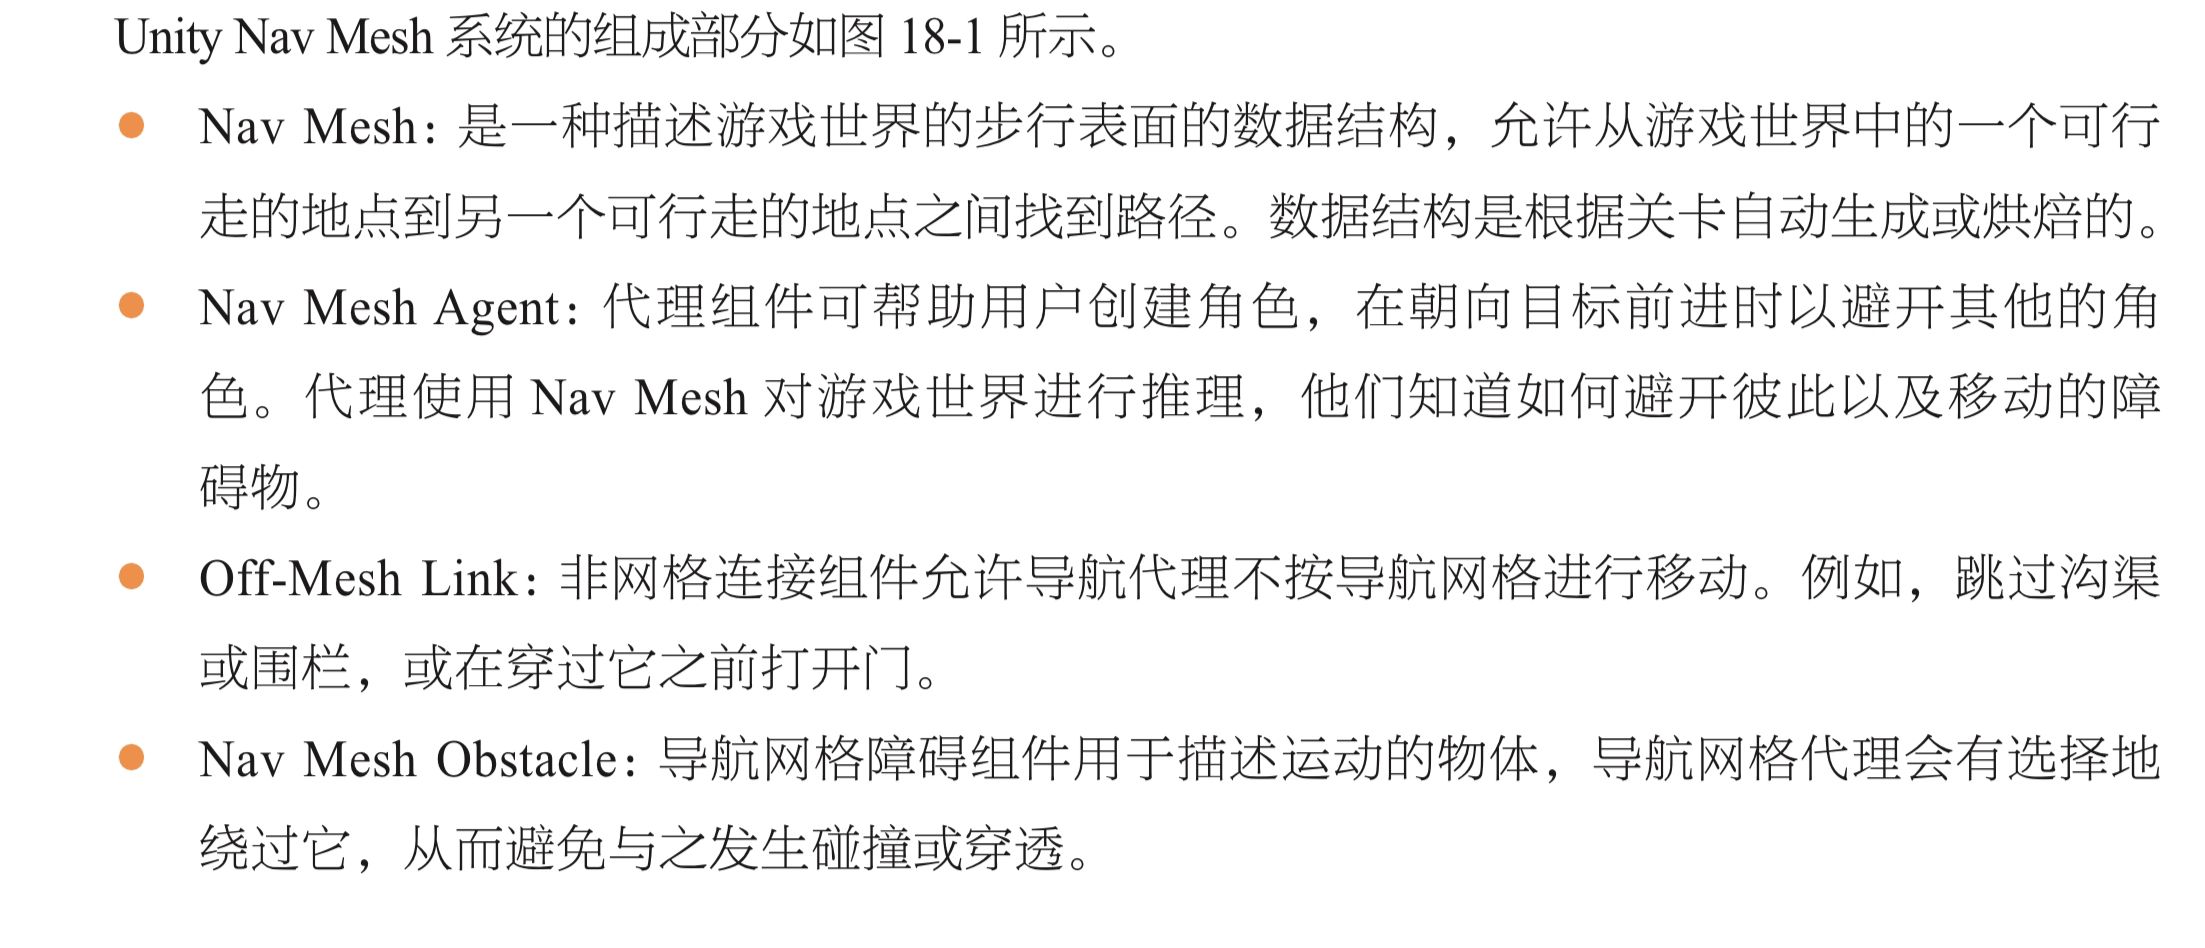 Unity Nav Mesh 系统的组成部分如图 18-1 所示。
● Nav Mesh：是一种描述游戏世界的步行表面的数据结构，允许从游戏世界中的一个可行
走的地点到另一个可行走的地点之间找到路径。数据结构是根据关卡自动生成或烘焙的。
● Nav Mesh Agent：代理组件可帮助用户创建角色，在朝向目标前进时以避开其他的角
色。代理使用 Nav Mesh 对游戏世界进行推理，他们知道如何避开彼此以及移动的障
碍物。
● Off-Mesh Link：非网格连接组件允许导航代理不按导航网格进行移动。例如，跳过沟渠
或围栏，或在穿过它之前打开门。
● Nav Mesh Obstacle：导航网格障碍组件用于描述运动的物体，导航网格代理会有选择地
绕过它，从而避免与之发生碰撞或穿透。